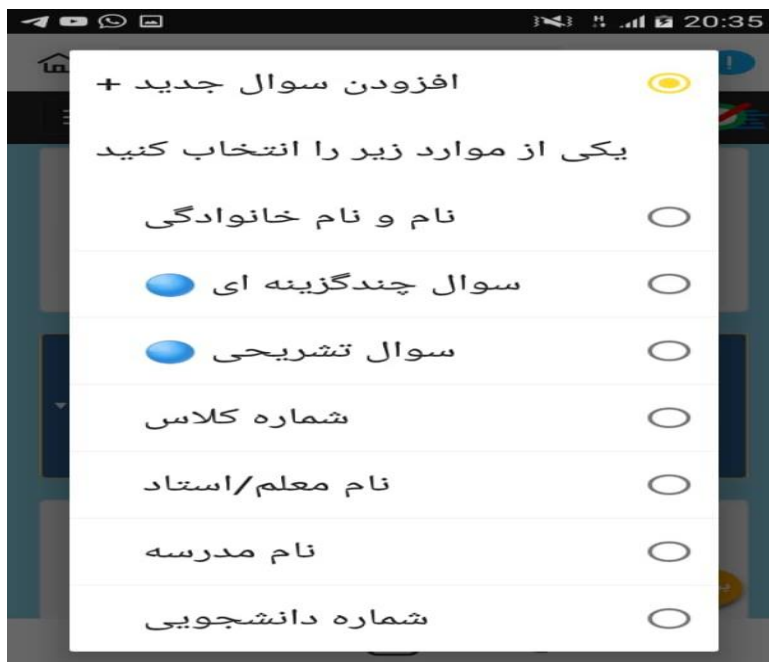 20:35
افزودن سوال جدید +
یکی از موارد زیر را انتخاب کنید
نام و نام خانوادگی
سوال چندگزینه ای
سوال تشریحی
شماره کلاس
نام معلم/استاد
نام مدرسه
شماره دانشجویی